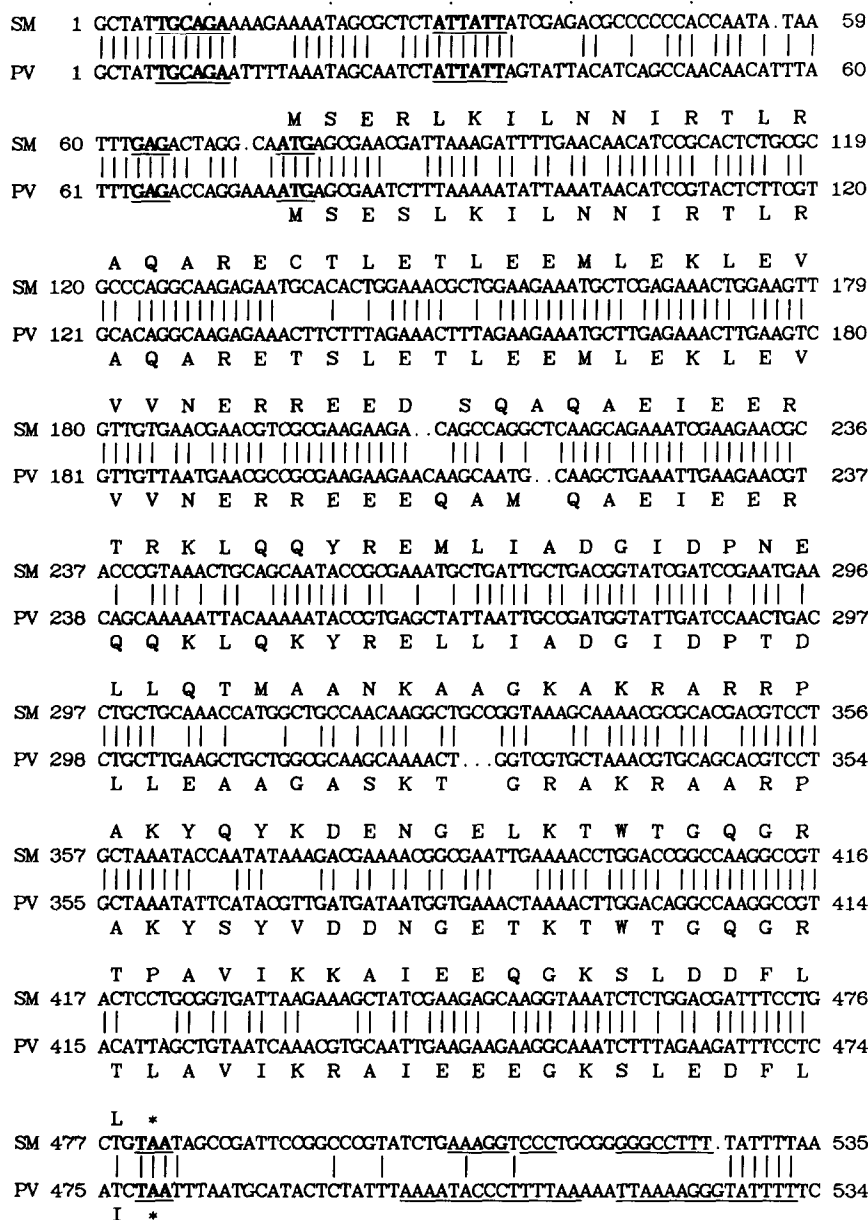 SM 1 GCTATTGCAGAAAAGAAAATAGCGCTCTATTATTATCGAGACGCCCCCCACCAATA.TAA 59
PV 1 GCTATTGCAGAATTTTAAATAGCAATCTATTATTAGTATTACATCAGCCAACAACATTTA 60
M S E R L K I L N N I R T L R
SM 60 TTTGAGACTAGG.CAATGAGCGAACGATTAAAGATTTTGAACAACATCCGCACTCTGCGC 119
PV 61 TTTGAGACCAGGAAAATGAGCGAATCTTTAAAAATATTAAATAACATCCGTACTCTTCGT 120
M S E S L K I L N N I R T L R
A Q A R E C T L E T L E E M L E K L E V
SM 120 GCCCAGGCAAGAGAATGCACACTGGAAACGCTGGAAGAAATGCTCGAGAAACTGGAAGTT 179
PV 121 GCACAGGCAAGAGAAACTTCTTTAGAAACTTTAGAAGAAATGCTTGAGAAACTTGAAGTC 180
A Q A R E T S L E T L E E M L E K L E V
V V N E R R E E D S Q A Q A E I E E R
SM 180 GTTGTGAACGAACGTCGCGAAGAAGA..CAGCCAGGCTCAAGCAGAAATCGAAGAACGC 236
PV 181 GTTGTTAATGAACGCCGCGAAGAAGAACAAGCAATG..CAAGCTGAAATTGAAGAACGT 237
V V N E R R E E E Q A M Q A E I E E R
T R K L Q Q Y R E M L I A D G I D P N E
SM 237 ACCCGTAAACTGCAGCAATACCGCGAAATGCTGATTGCTGACGGTATCGATCCGAATGAA 296
PV 238 CAGCAAAAATTACAAAAATACCGTGAGCTATTAATTGCCGATGGTATTGATCCAACTGAC 297
Q Q K L Q K Y R E L L I A D G I D P T D
L L Q T M A A N K A A G K A K R A R R P
SM 297 CTGCTGCAAACCATGGCTGCCAACAAGGCTGCCGGTAAAGCAAAACGCGCACGACGTCCT 356
PV 298 CTGCTTGAAGCTGCTGGCGCAAGCAAAACT...GGTCGTGCTAAACGTGCAGCACGTCCT 354
L L E A A G A S K T G R A K R A A R P
A K Y Q Y K D E N G E L K T W T G Q G R
SM 357 GCTAAATACCAATATAAAGACGAAAACGGCGAATTGAAAACCTGGACCGGCCAAGGCCGT 416
PV 355 GCTAAATATTCATACGTTGATGATAATGGTGAAACTAAAACTTGGACAGGCCAAGGCCGT 414
A K Y S Y V D D N G E T K T W T G Q G R
T P A V I K K A I E E Q G K S L D D F L
SM 417 ACTCCTGCGGTGATTAAGAAAGCTATCGAAGAGCAAGGTAAATCTCTGGACGATTTCCTG 476
PV 415 ACATTAGCTGTAATCAAACGTGCAATTGAAGAAGAAGGCAAATCTTTAGAAGATTTCCTC 474
T L A V I K R A I E E E G K S L E D F L
L *
SM 477 CTGTAATAGCCGATTCCGGCCCGTATCTGAAAGGTCCCTGCGGGGGCCTTT.TATTTTAA 535
PV 475 ATCTAATTTAATGCATACTCTATTTAAAATACCCTTTTAAAAATTAAAAGGGTATTTTTC 534
I *